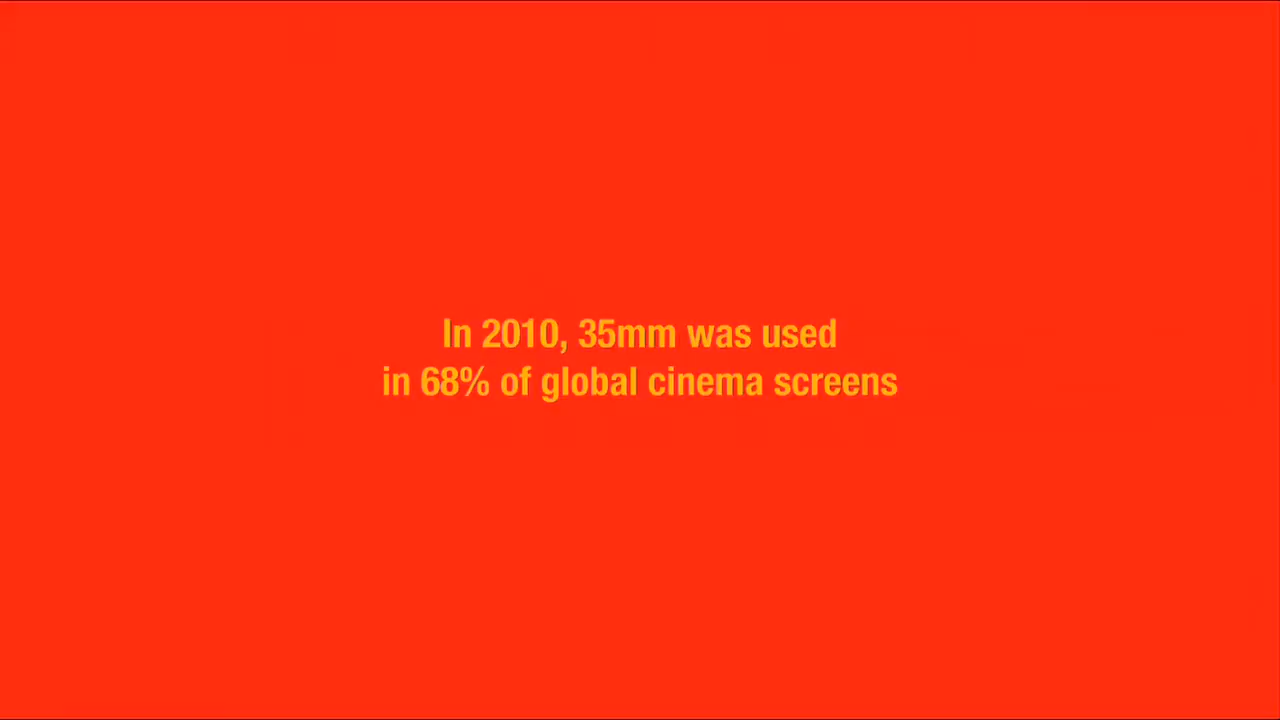 In 2010, 35mm was used
in 68% of global cinema screens